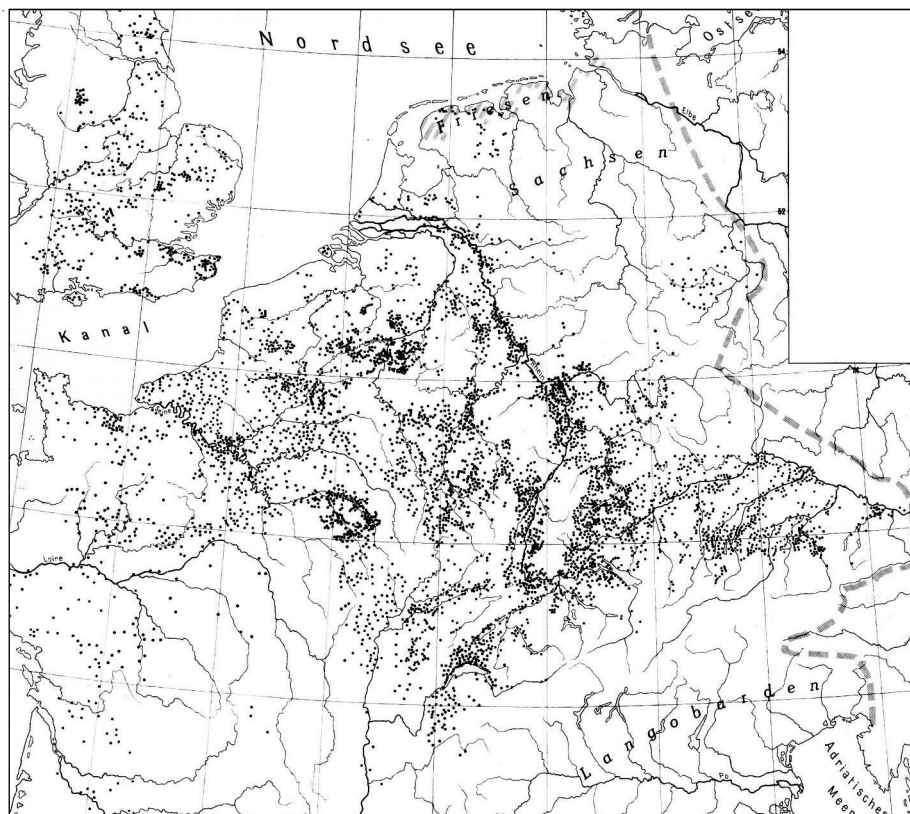 Nordsee
Ostsee
54
Friesen
Elbe
Sachsen
52
Kanal
Loire
Langobarden
Po
Adriatisches
Meer